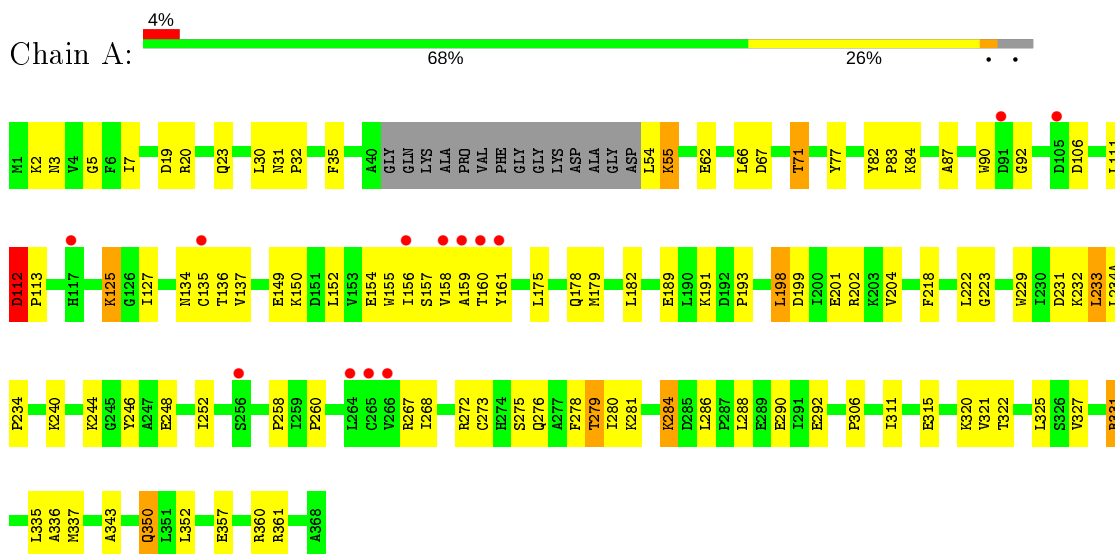 4%
Chain A:
68% 26% • •
M1 K2 N3 V4 G5 F6 I7 D19 R20 Q23 L30 N31 P32 F35 A40 GLY GLN LYS ALA PRO VAL PHE GLY GLY LYS ASP ALA GLY ASP L54 K55 E62 L66 D67 T71 Y77 Y82 P83 K84 A87 W90 D91 G92 D105 D106 L111
D112 P113 H117 K125 G126 I127 N134 C135 T136 V137 E149 K150 D151 L152 V153 E154 W155 I156 S157 V158 A159 T160 Y161 L175 Q178 M179 L182 E189 L190 K191 D192 P193 L198 D199 I200 E201 R202 K203 V204 F218 L222 G223 W229 I230 D231 K232 L233 L234A
P234 K240 K244 G245 Y246 A247 E248 I252 S256 P258 I259 P260 L264 C265 V266 R267 I268 R272 C273 H274 S275 Q276 A277 F278 T279 I280 K281 K284 D285 L286 P287 L288 E289 E290 I291 E292 P306 I311 E315 K320 V321 T322 L325 S326 V327
L335 A336 M337 A343 Q350 L351 L352 E357 R360 R361 A368